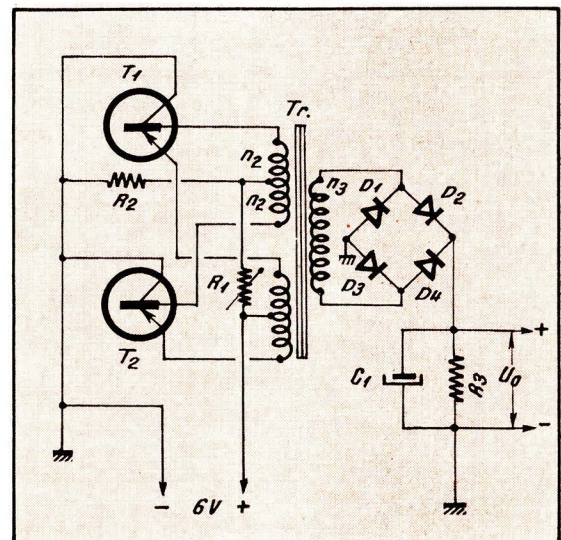 T1
Tr.
n2
n3
D1
D2
R2
n2
R1
D3
D4
T2
C1
R3
U0
+
-
- 6V +